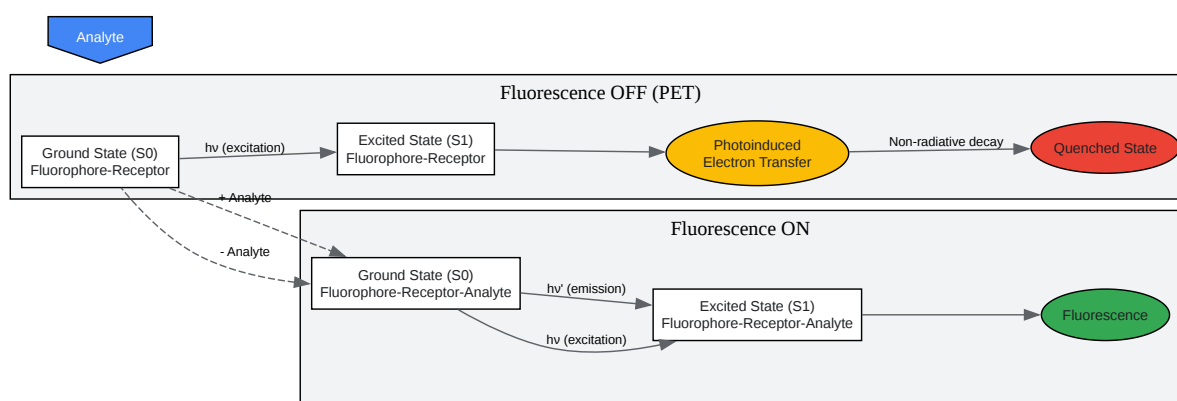 Analyte
Fluorescence OFF (PET)
Ground State (S0)
Fluorophore-Receptor
hν (excitation)
Excited State (S1)
Fluorophore-Receptor
Photoinduced
Electron Transfer
Non-radiative decay
Quenched State
+ Analyte
- Analyte
Fluorescence ON
Ground State (S0)
Fluorophore-Receptor-Analyte
hν' (emission)
hν (excitation)
Excited State (S1)
Fluorophore-Receptor-Analyte
Fluorescence